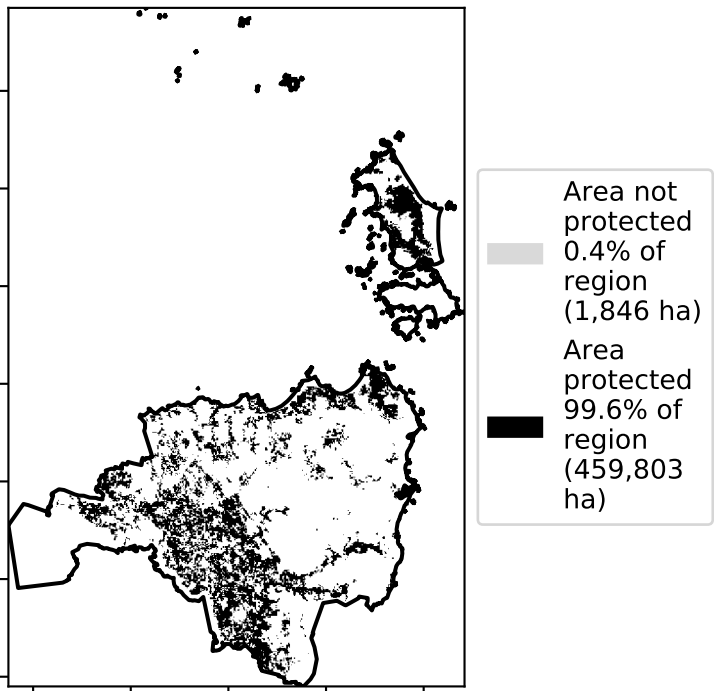 Area not
protected
0.4% of
region
(1,846 ha)
Area
protected
99.6% of
region
(459,803
ha)